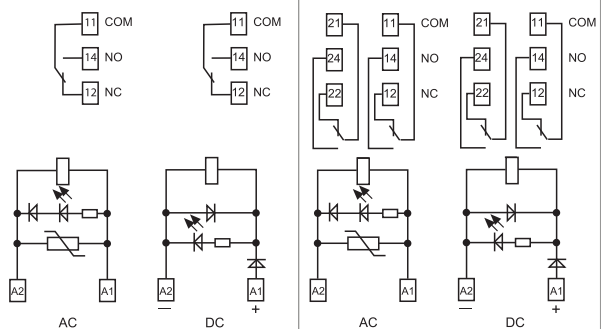 11 COM 11 COM 21 11 COM 21 11 COM
14 NO 14 NO 24 14 NO 24 14 NO
12 NC 12 NC 22 12 NC 22 12 NC
A2 A1 A2 A1 A2 A1 A2 A1
— + — +
AC DC AC DC